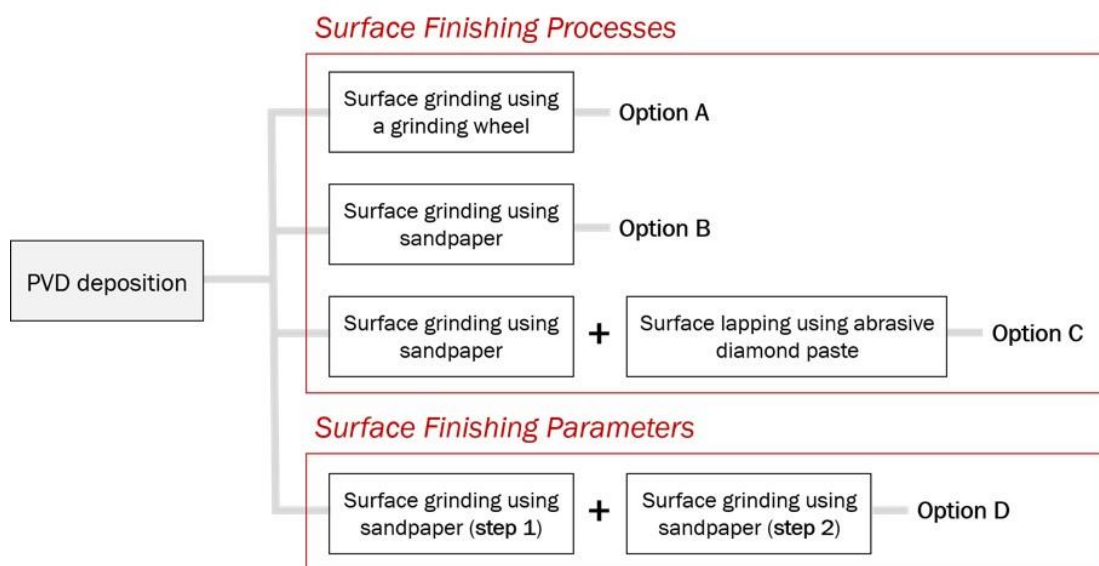 Surface Finishing Processes
Surface grinding using
a grinding wheel
Option A
Surface grinding using
sandpaper
Option B
PVD deposition
Surface grinding using
sandpaper
+
Surface lapping using abrasive
diamond paste
Option C
Surface Finishing Parameters
Surface grinding using
sandpaper (step 1)
+
Surface grinding using
sandpaper (step 2)
Option D